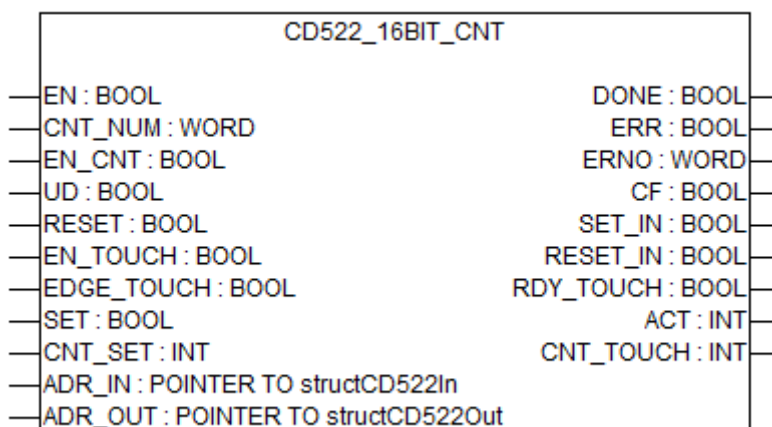 CD522_16BIT_CNT
EN : BOOL DONE : BOOL
CNT_NUM : WORD ERR : BOOL
EN_CNT : BOOL ERNO : WORD
UD : BOOL CF : BOOL
RESET : BOOL SET_IN : BOOL
EN_TOUCH : BOOL RESET_IN : BOOL
EDGE_TOUCH : BOOL RDY_TOUCH : BOOL
SET : BOOL ACT : INT
CNT_SET : INT CNT_TOUCH : INT
ADR_IN : POINTER TO structCD522In
ADR_OUT : POINTER TO structCD522Out